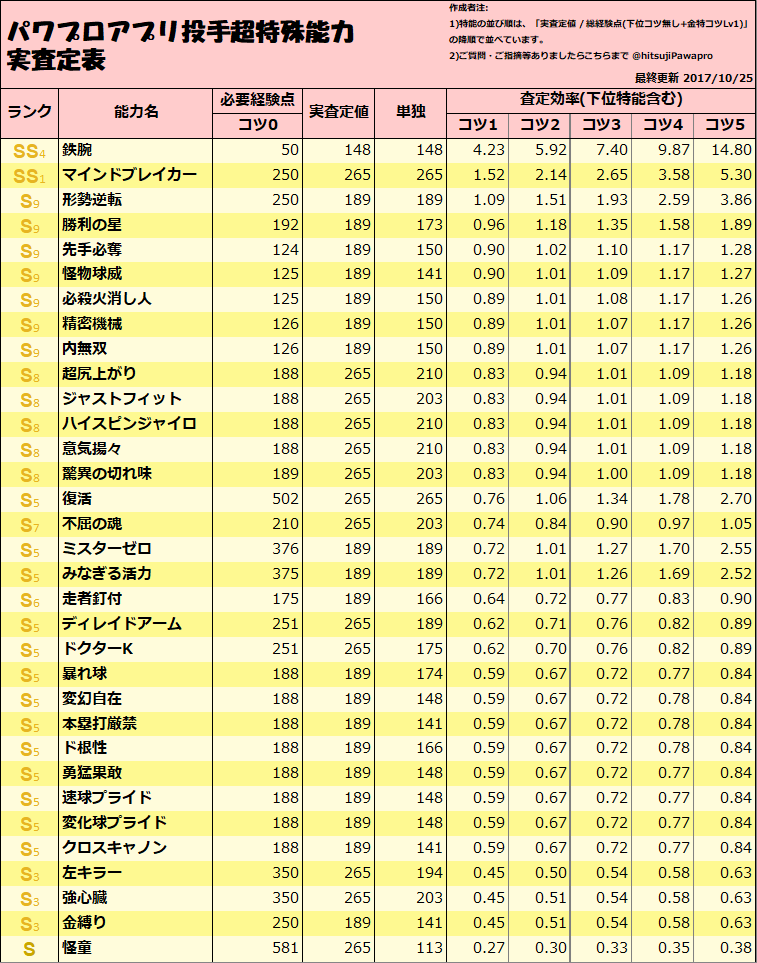 パワプロアプリ投手超特殊能力
実査定表
作成者注:
1)特能の並び順は、「実査定値 / 総経験点(下位コツ無し+金特コツLv1)」
の降順で並べています。
2)ご質問・ご指摘等ありましたらこちらまで @hitsujiPawapro
最終更新 2017/10/25
ランク 能力名 必要経験点 実査定値 単独 査定効率(下位特能含む)
コツ0 コツ1 コツ2 コツ3 コツ4 コツ5
SS4 鉄腕 50 148 148 4.23 5.92 7.40 9.87 14.80
SS1 マインドブレイカー 250 265 265 1.52 2.14 2.65 3.58 5.30
S9 形勢逆転 250 189 189 1.09 1.51 1.93 2.59 3.86
S9 勝利の星 192 189 173 0.96 1.18 1.35 1.58 1.89
S9 先手必奪 124 189 150 0.90 1.02 1.10 1.17 1.28
S9 怪物球威 125 189 141 0.90 1.01 1.09 1.17 1.27
S9 必殺火消し人 125 189 150 0.89 1.01 1.08 1.17 1.26
S9 精密機械 126 189 150 0.89 1.01 1.07 1.17 1.26
S9 内無双 126 189 150 0.89 1.01 1.07 1.17 1.26
S8 超尻上がり 188 265 210 0.83 0.94 1.01 1.09 1.18
S8 ジャストフィット 188 265 203 0.83 0.94 1.01 1.09 1.18
S8 ハイスピンジャイロ 188 265 210 0.83 0.94 1.01 1.09 1.18
S8 意気揚々 188 265 210 0.83 0.94 1.01 1.09 1.18
S8 驚異の切れ味 189 265 203 0.83 0.94 1.00 1.09 1.18
S5 復活 502 265 265 0.76 1.06 1.34 1.78 2.70
S7 不屈の魂 210 265 203 0.74 0.84 0.90 0.97 1.05
S5 ミスターゼロ 376 189 189 0.72 1.01 1.27 1.70 2.55
S5 みなぎる活力 375 189 189 0.72 1.01 1.26 1.69 2.52
S6 走者釘付 175 189 166 0.64 0.72 0.77 0.83 0.90
S5 ディレイドアーム 251 265 189 0.62 0.71 0.76 0.82 0.89
S5 ドクターK 251 265 175 0.62 0.70 0.76 0.82 0.89
S5 暴れ球 188 189 174 0.59 0.67 0.72 0.77 0.84
S5 変幻自在 188 189 148 0.59 0.67 0.72 0.78 0.84
S5 本塁打厳禁 188 189 141 0.59 0.67 0.72 0.78 0.84
S5 ド根性 188 189 166 0.59 0.67 0.72 0.78 0.84
S5 勇猛果敢 188 189 148 0.59 0.67 0.72 0.77 0.84
S5 速球プライド 188 189 148 0.59 0.67 0.72 0.77 0.84
S5 変化球プライド 188 189 148 0.59 0.67 0.72 0.77 0.84
S5 クロスキャノン 188 189 141 0.59 0.67 0.72 0.77 0.84
S3 左キラー 350 265 194 0.45 0.50 0.54 0.58 0.63
S3 強心臓 350 265 203 0.45 0.51 0.54 0.58 0.63
S3 金縛り 250 189 141 0.45 0.51 0.54 0.58 0.63
S 怪童 581 265 113 0.27 0.30 0.33 0.35 0.38